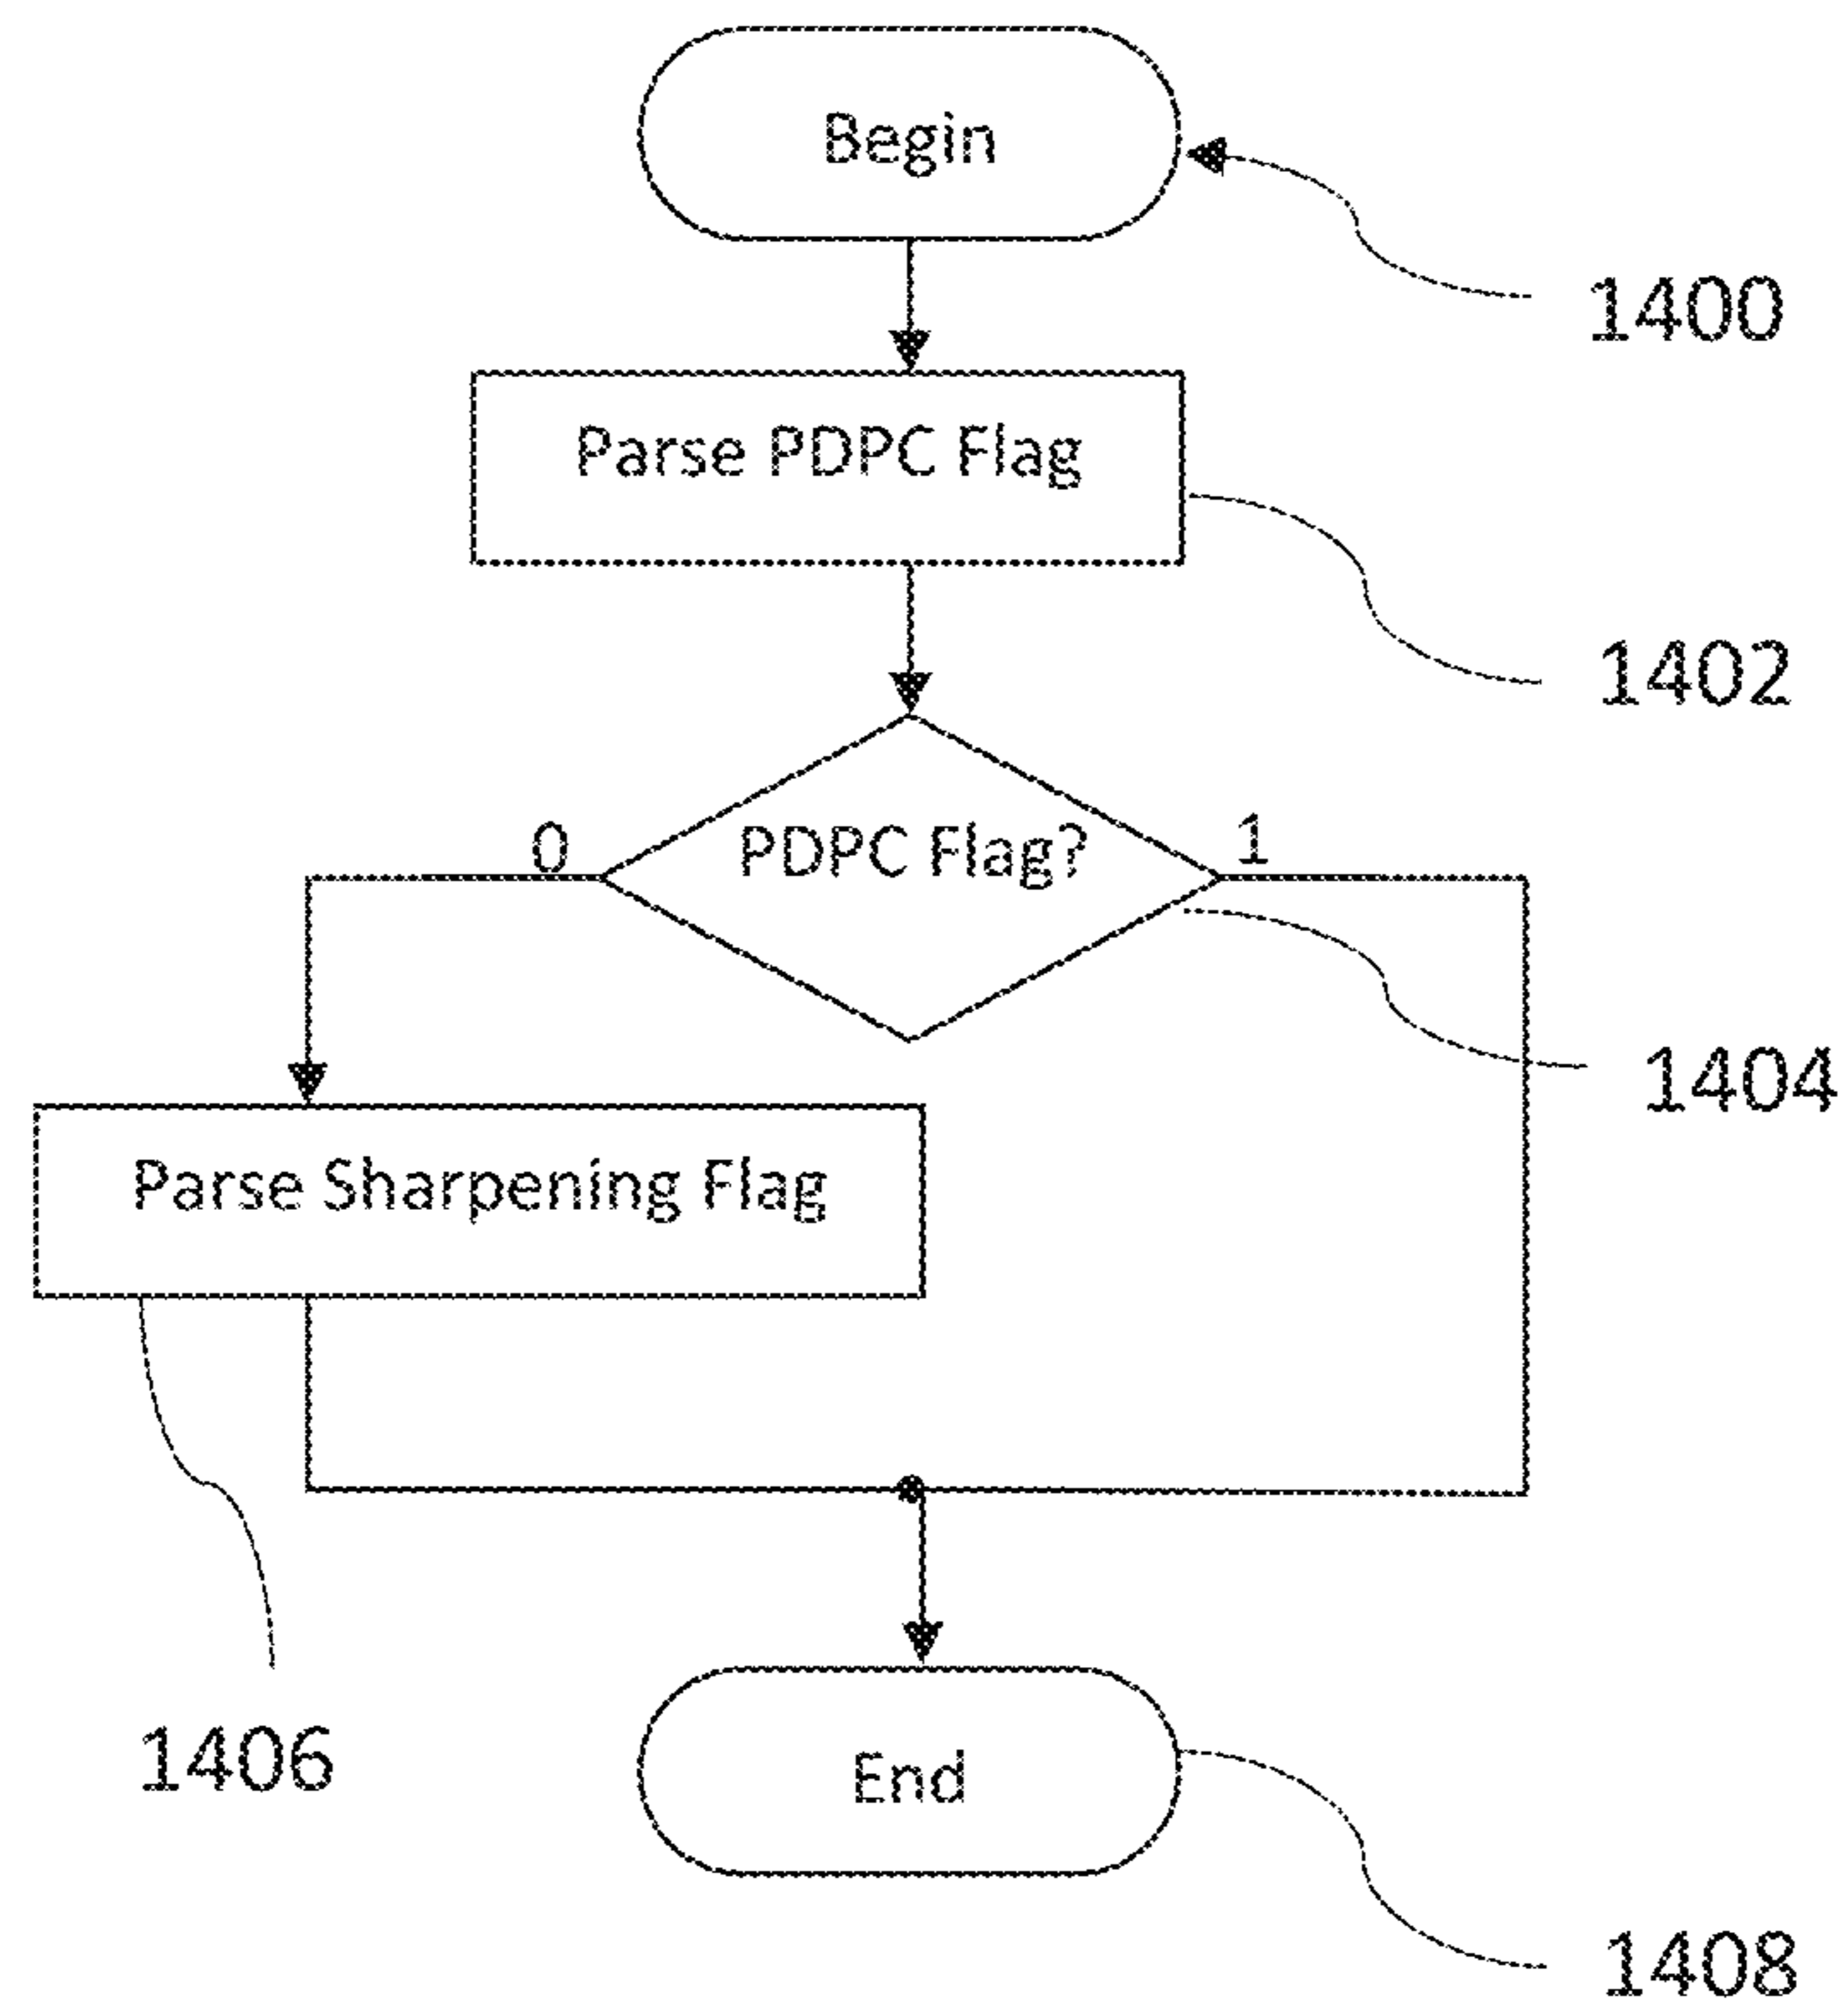 Begin
1400
Parse PDPC Flag
1402
0
PDPC Flag?
1
1404
Parse Sharpening Flag
1406
End
1408